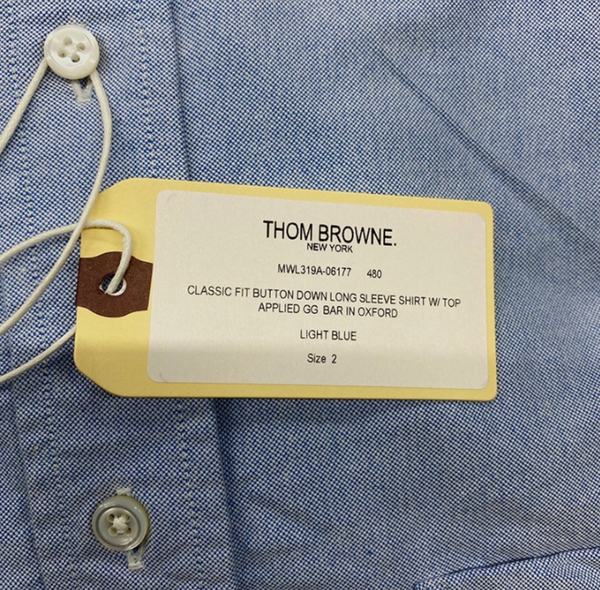 THOM BROWNE.
NEW YORK
MWL319A-06177 480
CLASSIC FIT BUTTON DOWN LONG SLEEVE SHIRT W/ TOP
APPLIED GG BAR IN OXFORD
LIGHT BLUE
Size 2